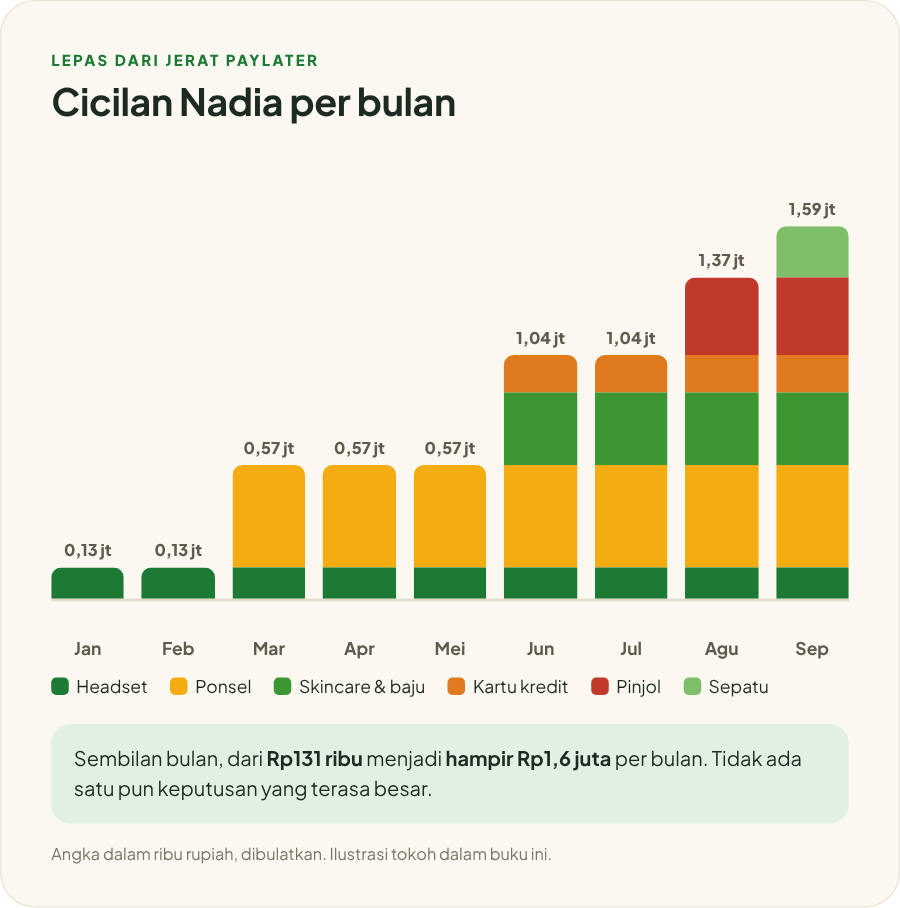 LEPAS DARI JERAT PAYLATER
Cicilan Nadia per bulan
1,59 jt
1,37 jt
1,04 jt
1,04 jt
0,57 jt
0,57 jt
0,57 jt
0,13 jt
0,13 jt
Jan
Feb
Mar
Apr
Mei
Jun
Jul
Agu
Sep
Headset
Ponsel
Skincare & baju
Kartu kredit
Pinjol
Sepatu
Sembilan bulan, dari Rp131 ribu menjadi hampir Rp1,6 juta per bulan. Tidak ada
satu pun keputusan yang terasa besar.
Angka dalam ribu rupiah, dibulatkan. Ilustrasi tokoh dalam buku ini.